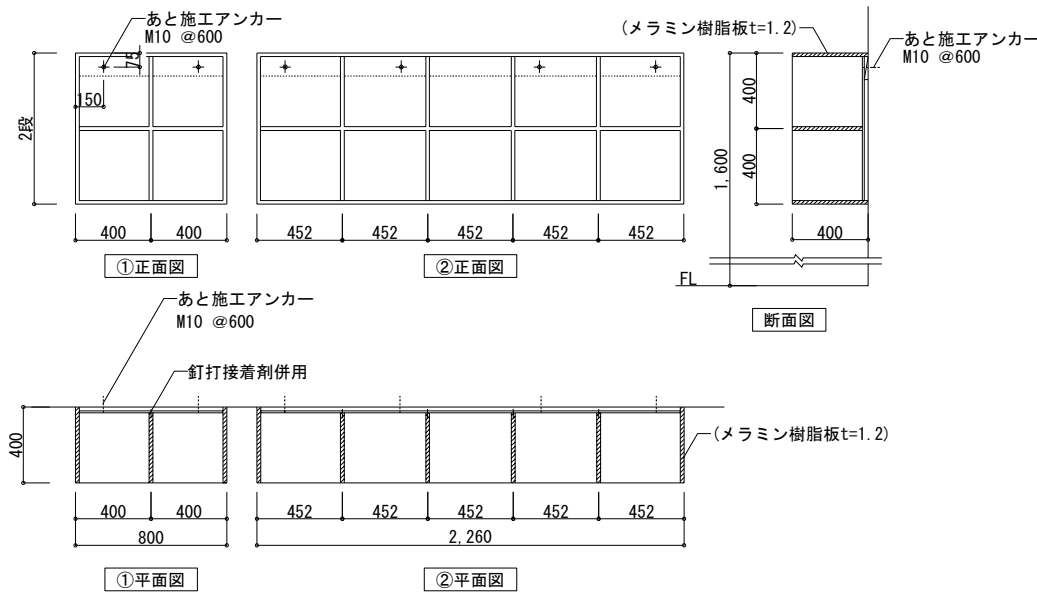 あと施工アンカー
M10 @600
75
150
2段
400
400
①正面図
452
452
452
452
452
②正面図
(メラミン樹脂板t=1.2)
あと施工アンカー
M10 @600
400
400
1,600
400
FL
断面図
あと施工アンカー
M10 @600
釘打接着剤併用
400
400
400
800
①平面図
(メラミン樹脂板t=1.2)
452
452
452
452
452
2,260
②平面図